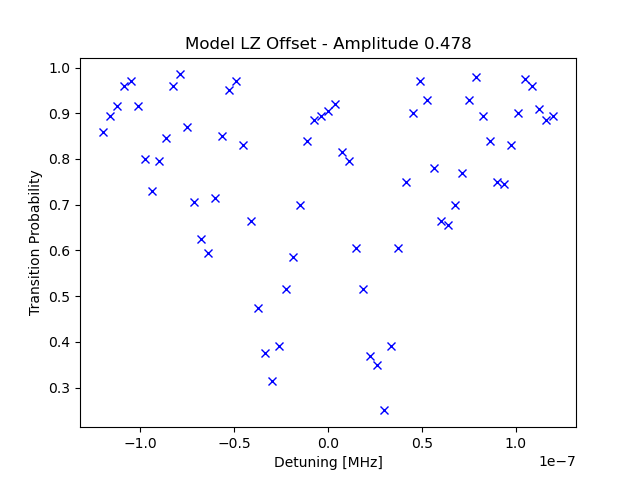 Model LZ Offset - Amplitude 0.478
1.0
0.9
0.8
0.7
0.6
0.5
0.4
0.3
Transition Probability
−1.0 −0.5 0.0 0.5 1.0
1e−7
Detuning [MHz]